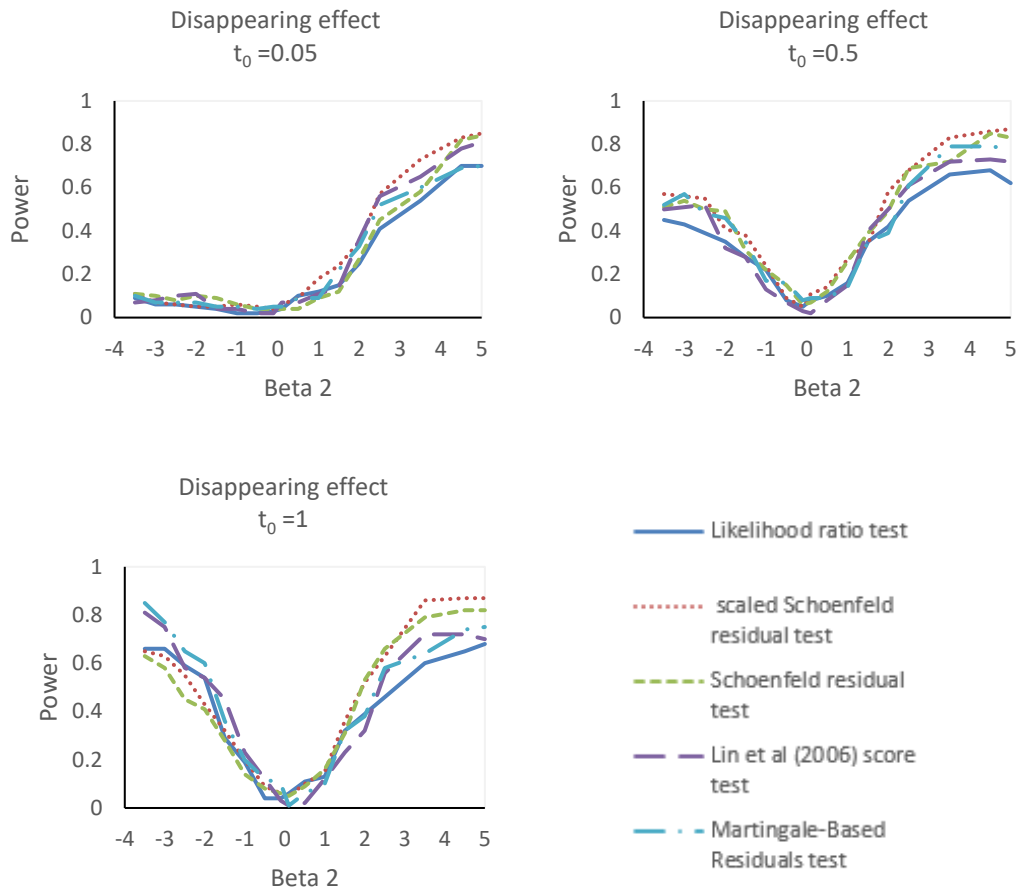 Disappearing effect
t₀ =0.05
1
0.8
0.6
0.4
0.2
0
Power
-4 -3 -2 -1 0 1 2 3 4 5
Beta 2
Disappearing effect
t₀ =0.5
1
0.8
0.6
0.4
0.2
0
Power
-4 -3 -2 -1 0 1 2 3 4 5
Beta 2
Disappearing effect
t₀ =1
1
0.8
0.6
0.4
0.2
0
Power
-4 -3 -2 -1 0 1 2 3 4 5
Beta 2
Likelihood ratio test
scaled Schoenfeld
residual test
Schoenfeld residual
test
Lin et al (2006) score
test
Martingale-Based
Residuals test